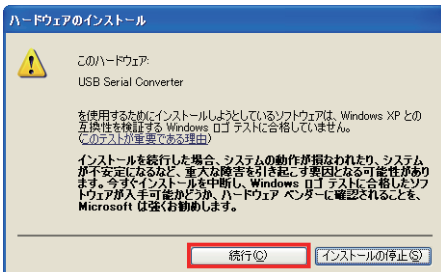 ハードウェアのインストール
このハードウェア:
USB Serial Converter
を使用するためにインストールしようとしているソフトウェアは、Windows XP との
互換性を検証する Windows ロゴ テストに合格していません。
(このテストが重要である理由)
インストールを続行した場合、システムの動作が損なわれたり、システム
が不安定になるなど、重大な障害を引き起こす要因となる可能性があり
ます。今すぐインストールを中断し、Windows ロゴ テストに合格したソフ
トウェアが入手可能かどうか、ハードウェア ベンダーに確認されることを、
Microsoft は強くお勧めします。
続行(C)
インストールの停止(S)